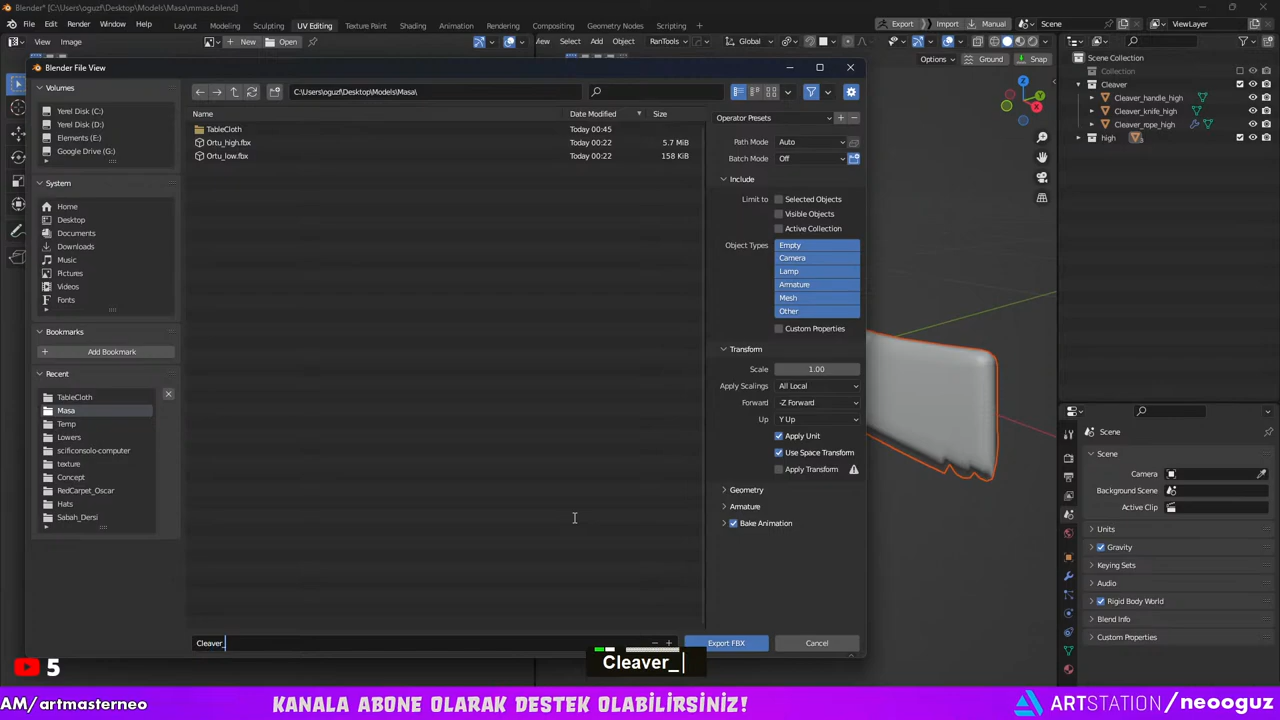 Blender* [C:\Users\oguzf\Desktop\Models\Masa\mmase.blend]
File Edit Render Window Help Layout Modeling Sculpting UV Editing Texture Paint Shading Animation Rendering Compositing Geometry Nodes Scripting Export Import Manual Scene ViewLayer
View Image New Open View Select Add Object RanTools Global
Options Ground Snap
Blender File View
Volumes
Yerel Disk (C:)
Yerel Disk (D:)
Elements (E:)
Google Drive (G:)
System
Home
Desktop
Documents
Downloads
Music
Pictures
Videos
Fonts
Bookmarks
Add Bookmark
Recent
TableCloth
Masa
Temp
Lowers
scificonsolo-computer
texture
Concept
RedCarpet_Oscar
Hats
Sabah_Dersi
C:\Users\oguzf\Desktop\Models\Masa\
Name Date Modified Size
TableCloth Today 00:45
Ortu_high.fbx Today 00:22 5.7 MiB
Ortu_low.fbx Today 00:22 158 KiB
Cleaver_
Operator Presets
Path Mode Auto
Batch Mode Off
Include
Limit to Selected Objects
Visible Objects
Active Collection
Object Types Empty
Camera
Lamp
Armature
Mesh
Other
Custom Properties
Transform
Scale 1.00
Apply Scalings All Local
Forward -Z Forward
Up Y Up
Apply Unit
Use Space Transform
Apply Transform
Geometry
Armature
Bake Animation
Export FBX Cancel
Z
Y
X
Scene Collection
Collection
Cleaver
Cleaver_handle_high
Cleaver_knife_high
Cleaver_rope_high
high
Scene
Scene
Camera
Background Scene
Active Clip
Units
Gravity
Keying Sets
Audio
Rigid Body World
Blend Info
Custom Properties
5
Cleaver_
AM/artmasterneo
KANALA ABONE OLARAK DESTEK OLABİLİRSİNİZ!
ARTSTATION/neooguz